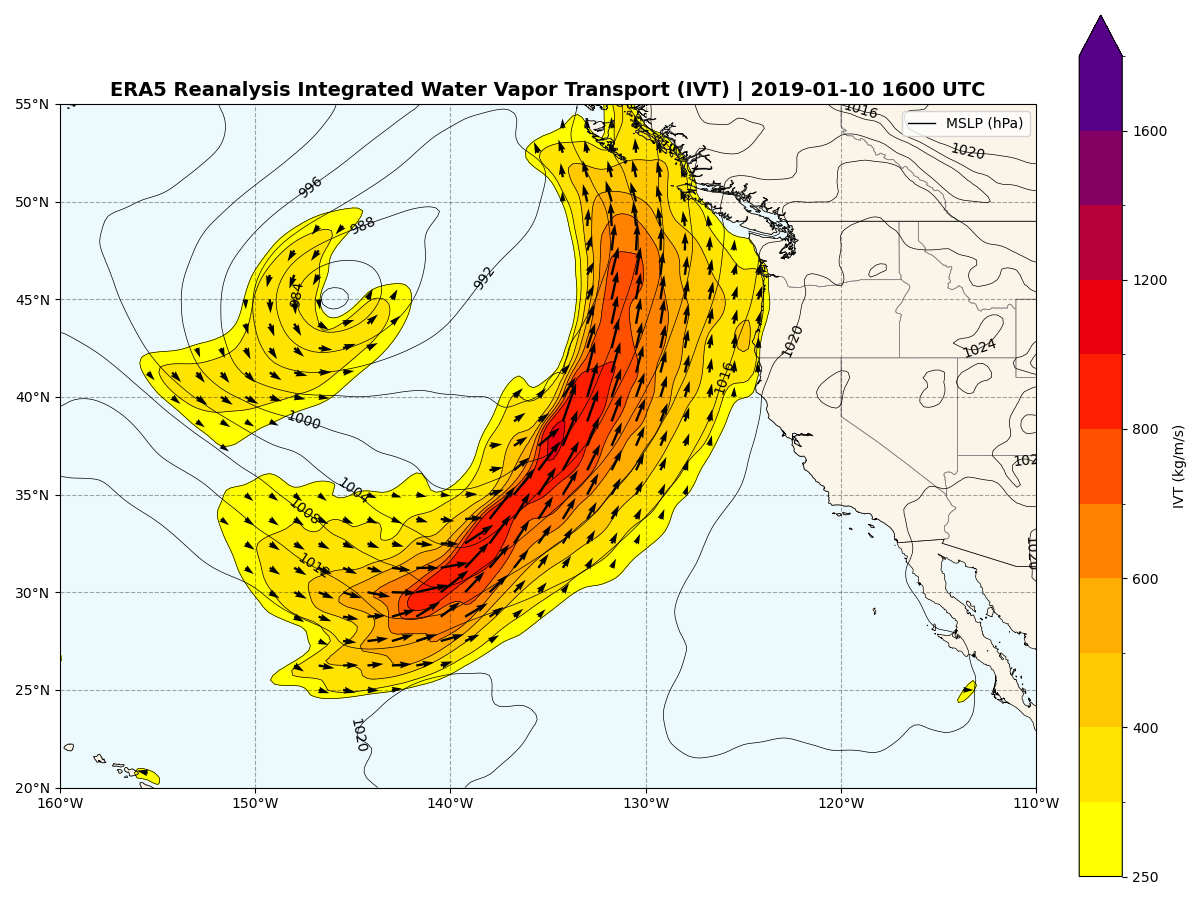 ERA5 Reanalysis Integrated Water Vapor Transport (IVT) | 2019-01-10 1600 UTC
MSLP (hPa)
55°N
50°N
45°N
40°N
35°N
30°N
25°N
20°N
160°W
150°W
140°W
130°W
120°W
110°W
1016
1020
996
988
992
984
1020
1024
1016
1000
1004
1008
1012
1020
1020
1600
1200
800
600
400
250
IVT (kg/m/s)